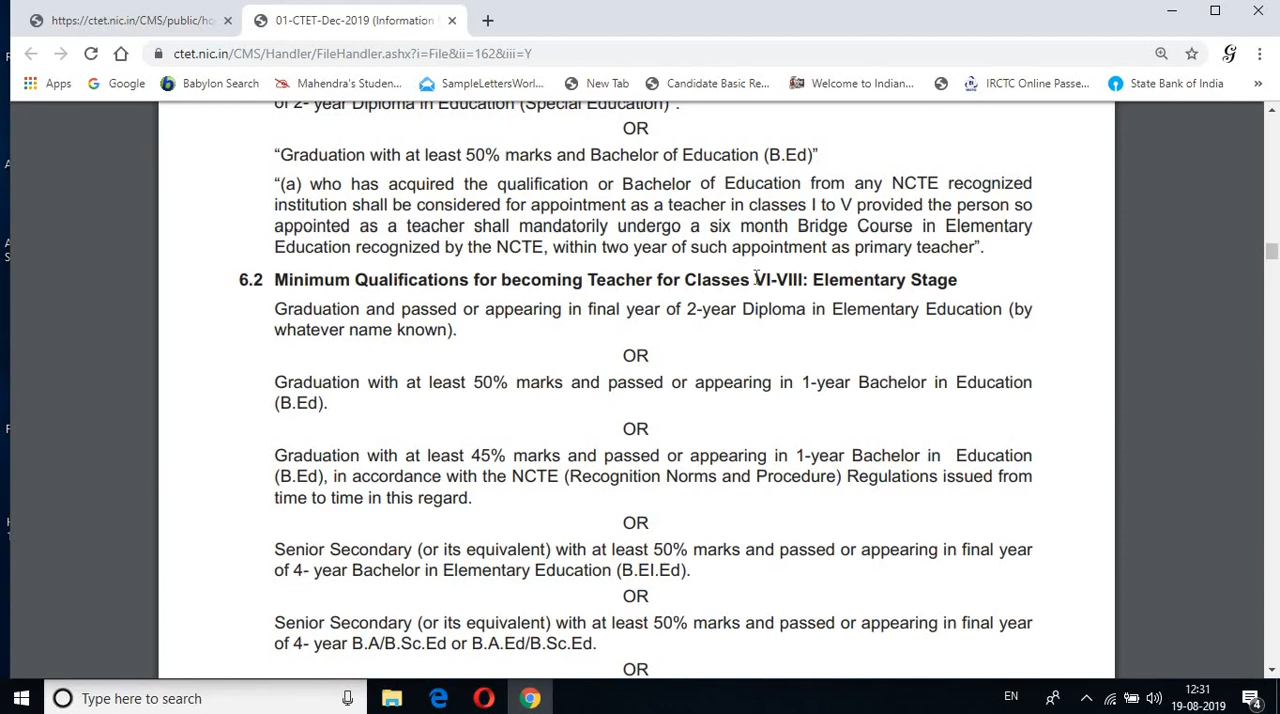 https://ctet.nic.in/CMS/public/ho
01-CTET-Dec-2019 (Information
ctet.nic.in/CMS/Handler/FileHandler.ashx?i=File&ii=162&iii=Y
Apps Google Babylon Search Mahendra's Studen... SampleLettersWorl... New Tab Candidate Basic Re... Welcome to Indian... IRCTC Online Passe... State Bank of India »
of 2- year Diploma in Education (Special Education)".
OR
“Graduation with at least 50% marks and Bachelor of Education (B.Ed)”
“(a) who has acquired the qualification or Bachelor of Education from any NCTE recognized
institution shall be considered for appointment as a teacher in classes I to V provided the person so
appointed as a teacher shall mandatorily undergo a six month Bridge Course in Elementary
Education recognized by the NCTE, within two year of such appointment as primary teacher”.
6.2 Minimum Qualifications for becoming Teacher for Classes VI-VIII: Elementary Stage
Graduation and passed or appearing in final year of 2-year Diploma in Elementary Education (by
whatever name known).
OR
Graduation with at least 50% marks and passed or appearing in 1-year Bachelor in Education
(B.Ed).
OR
Graduation with at least 45% marks and passed or appearing in 1-year Bachelor in Education
(B.Ed), in accordance with the NCTE (Recognition Norms and Procedure) Regulations issued from
time to time in this regard.
OR
Senior Secondary (or its equivalent) with at least 50% marks and passed or appearing in final year
of 4- year Bachelor in Elementary Education (B.EI.Ed).
OR
Senior Secondary (or its equivalent) with at least 50% marks and passed or appearing in final year
of 4- year B.A/B.Sc.Ed or B.A.Ed/B.Sc.Ed.
OR
Type here to search
EN
12:31
19-08-2019
4